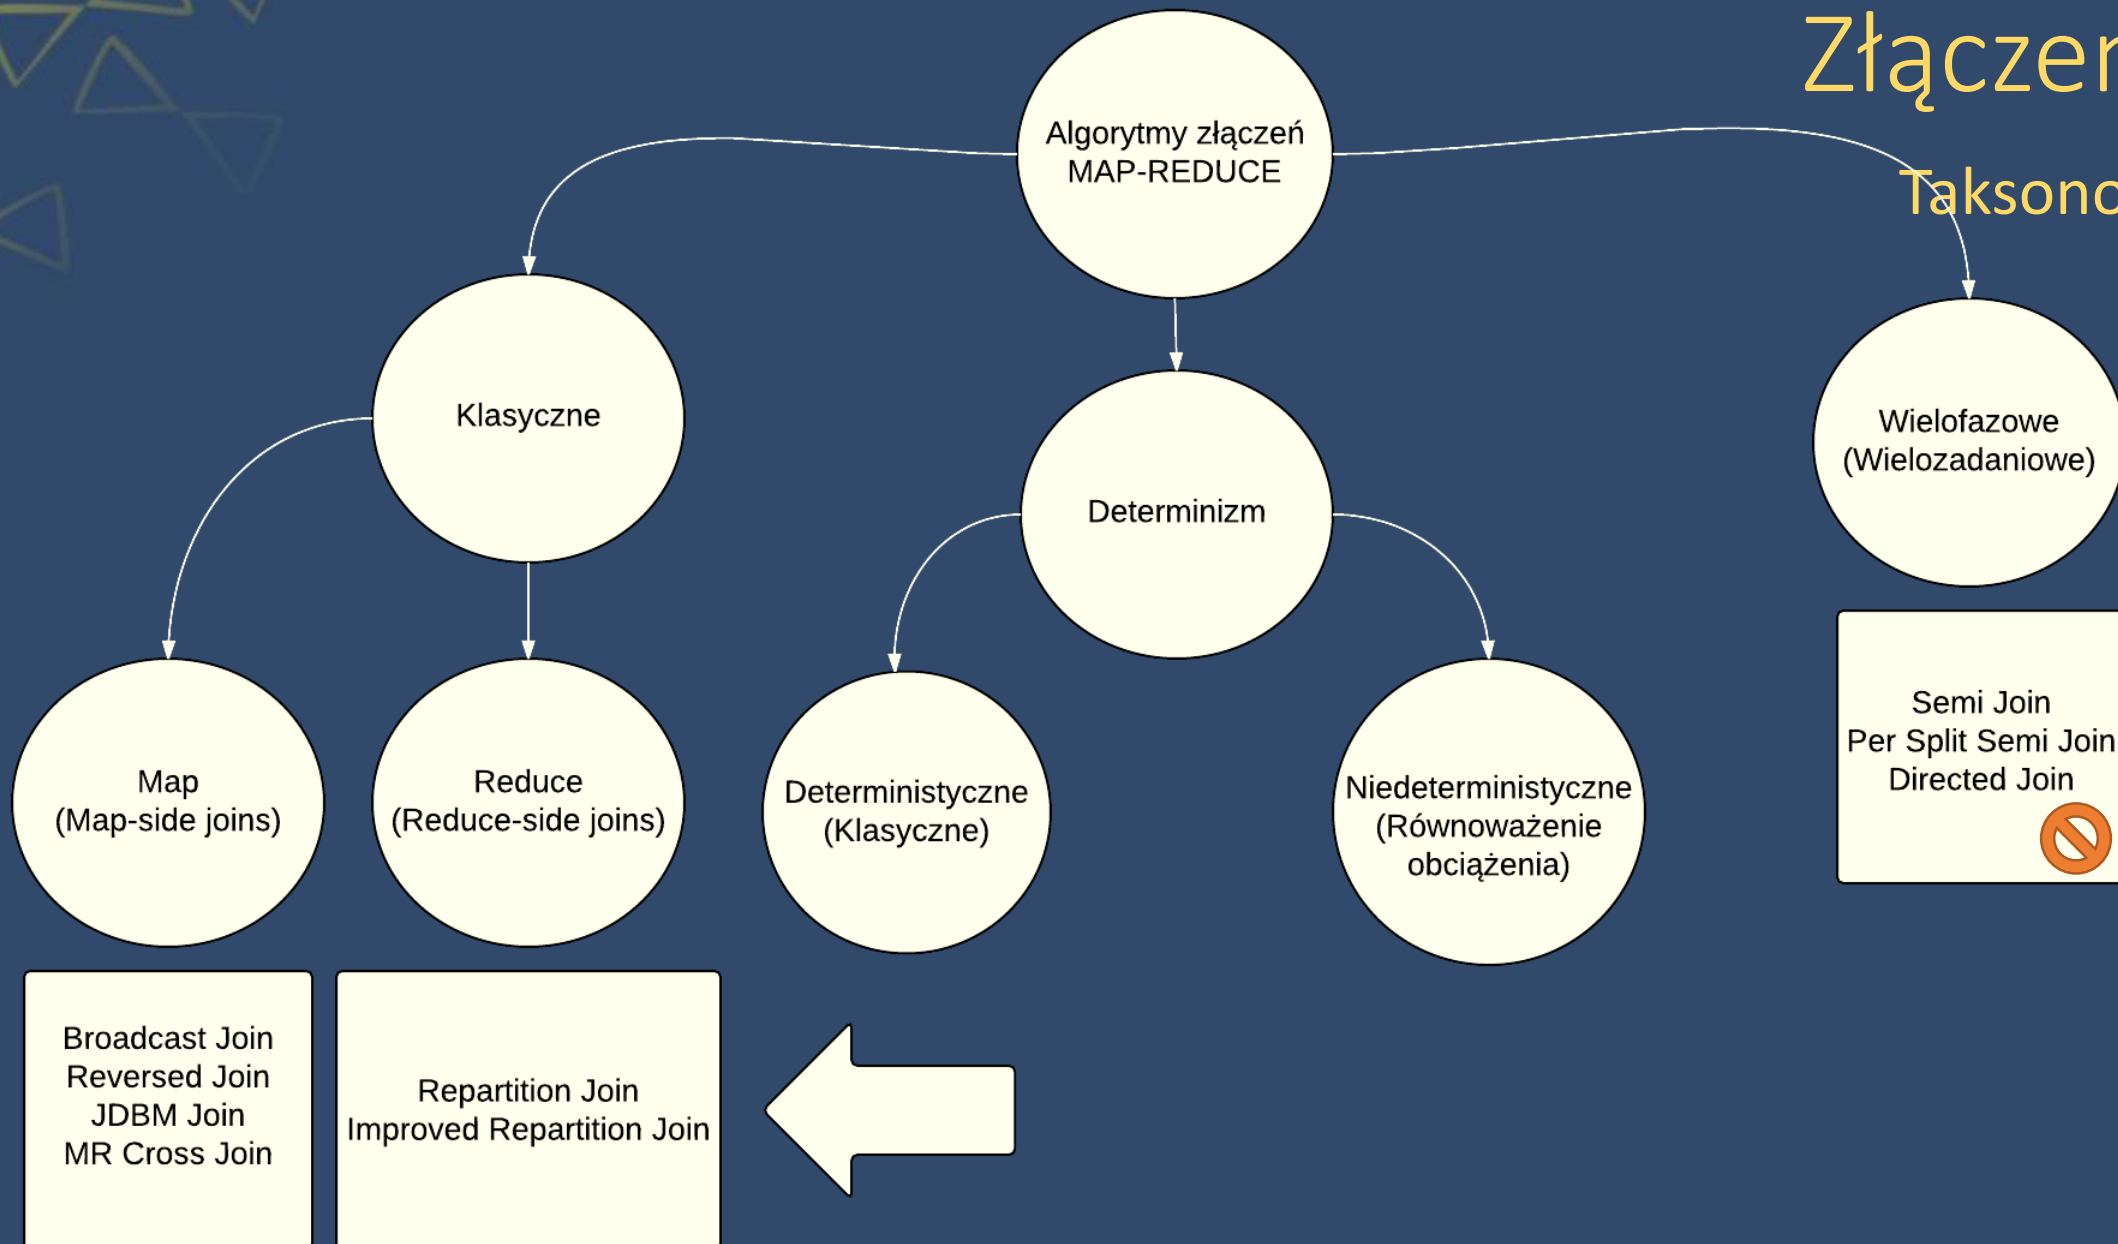 Złączen
Taksono
Algorytmy złączeń
MAP-REDUCE
Klasyczne
Determinizm
Wielofazowe
(Wielozadaniowe)
Map
(Map-side joins)
Reduce
(Reduce-side joins)
Deterministyczne
(Klasyczne)
Niedeterministyczne
(Równoważenie
obciążenia)
Semi Join
Per Split Semi Join
Directed Join
Broadcast Join
Reversed Join
JDBM Join
MR Cross Join
Repartition Join
Improved Repartition Join